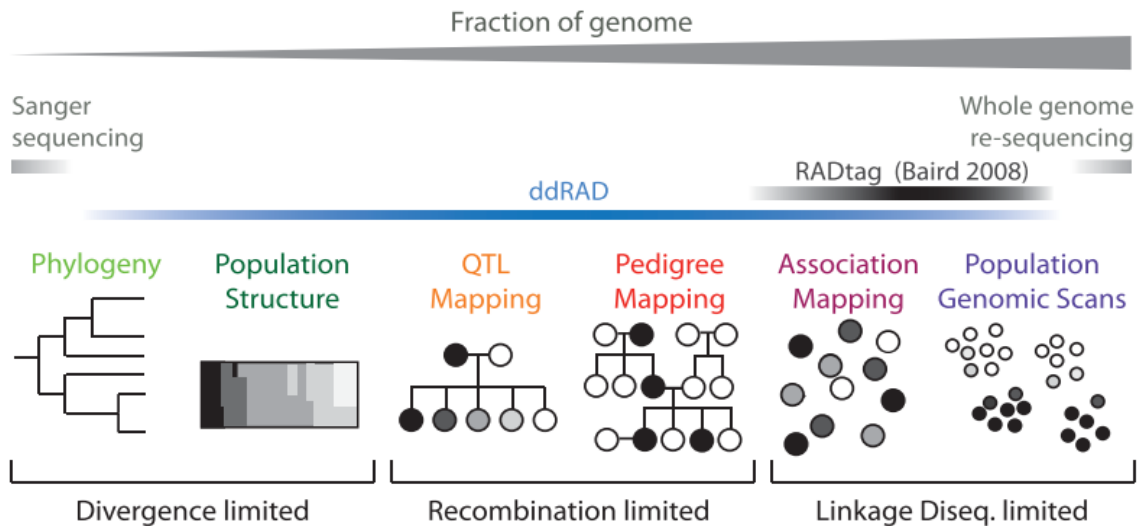 Fraction of genome
Sanger
sequencing
Whole genome
re-sequencing
RADtag (Baird 2008)
ddRAD
Phylogeny
Population
Structure
QTL
Mapping
Pedigree
Mapping
Association
Mapping
Population
Genomic Scans
Divergence limited
Recombination limited
Linkage Diseq. limited